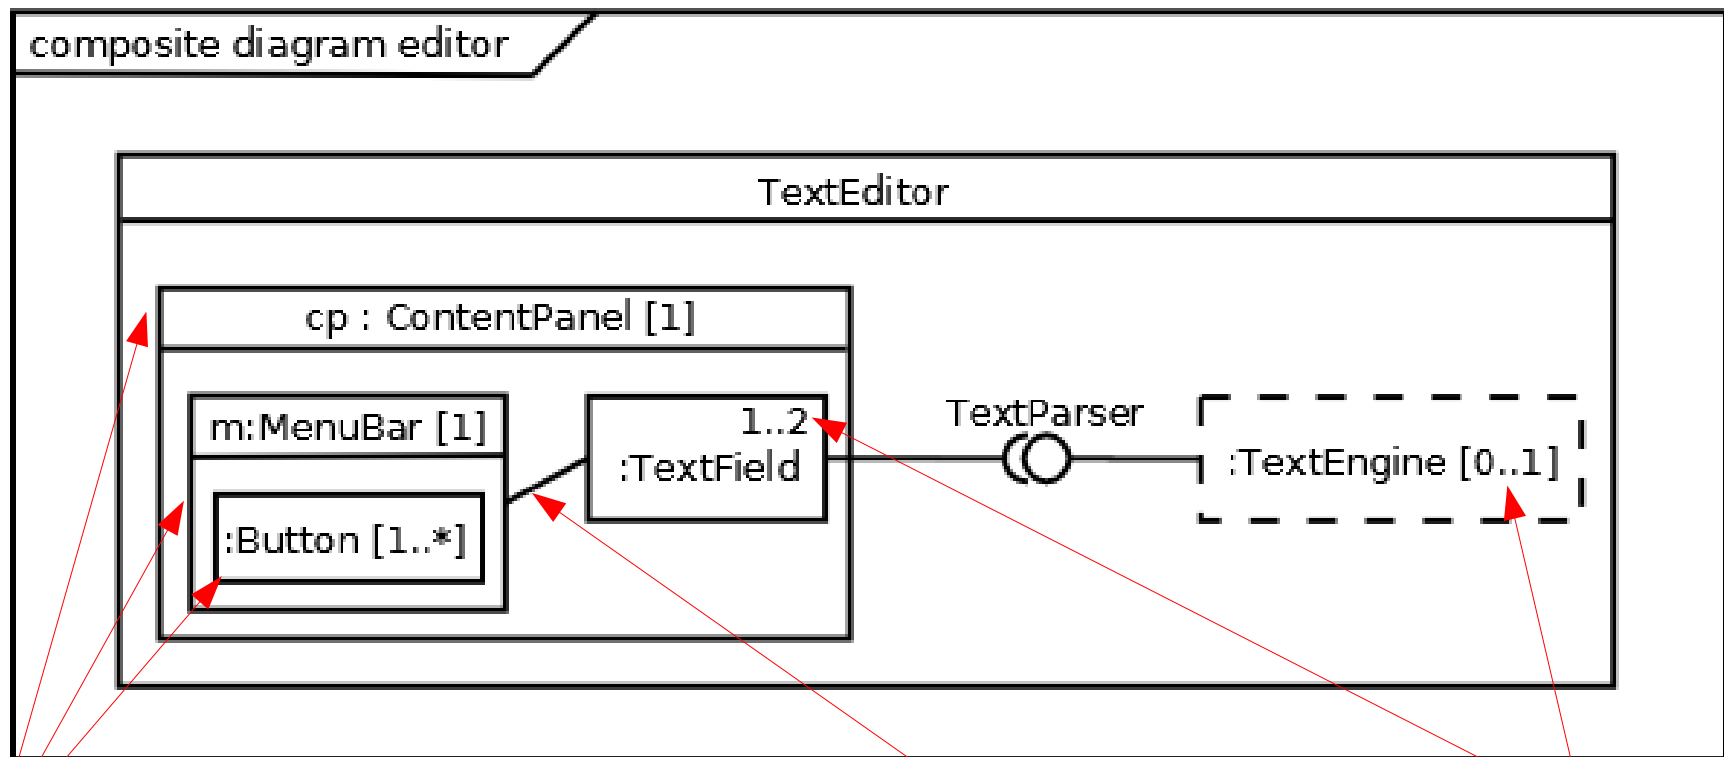 composite diagram editor
TextEditor
cp : ContentPanel [1]
m:MenuBar [1]
:Button [1..*]
1..2
:TextField
TextParser
:TextEngine [0..1]